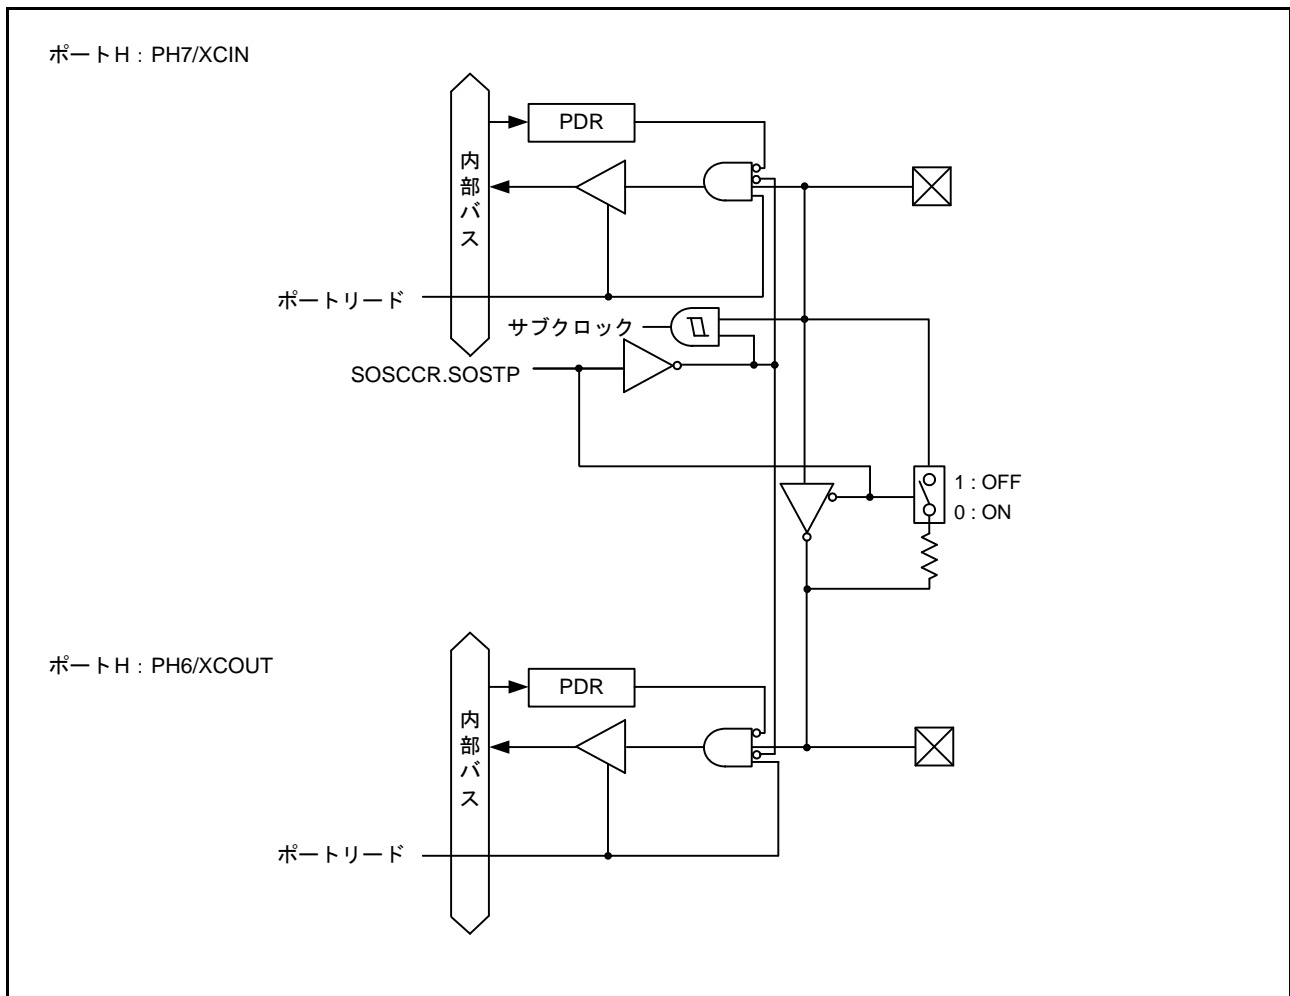 ポートH : PH7/XCIN
PDR
内部バス
ポートリード
サブクロック
SOSCCR.SOSTP
1 : OFF
0 : ON
ポートH : PH6/XCOUT
PDR
内部バス
ポートリード